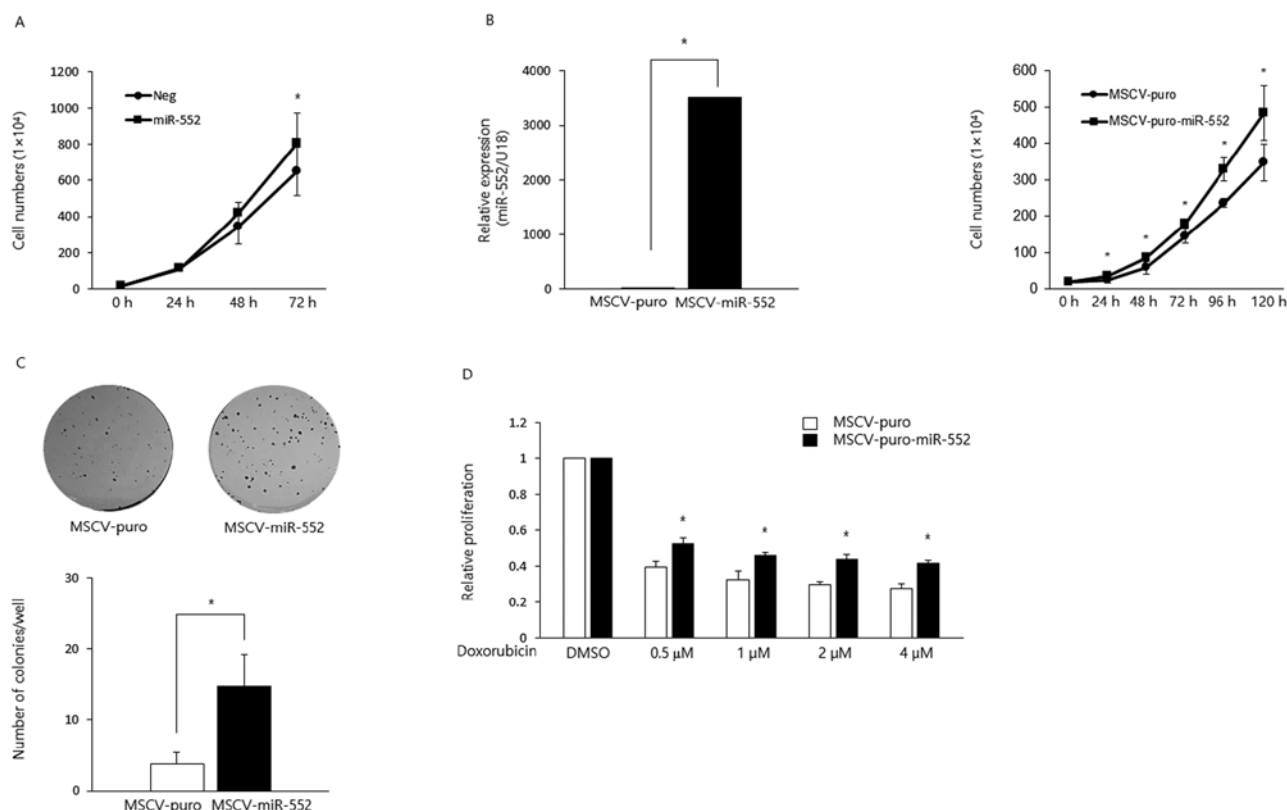 A
1200
1000
800
600
400
200
0
Cell numbers (1×10⁴)
Neg
miR-552
*
0 h 24 h 48 h 72 h
B
4000
3000
2000
1000
0
Relative expression
(miR-552/U18)
*
MSCV-puro MSCV-miR-552
600
500
400
300
200
100
0
Cell numbers (1×10⁴)
MSCV-puro
MSCV-puro-miR-552
* * * * *
0 h 24 h 48 h 72 h 96 h 120 h
C
MSCV-puro MSCV-miR-552
30
20
10
0
Number of colonies/well
*
MSCV-puro MSCV-miR-552
D
MSCV-puro
MSCV-puro-miR-552
1.2
1
0.8
0.6
0.4
0.2
0
Relative proliferation
* * * *
Doxorubicin DMSO 0.5 μM 1 μM 2 μM 4 μM